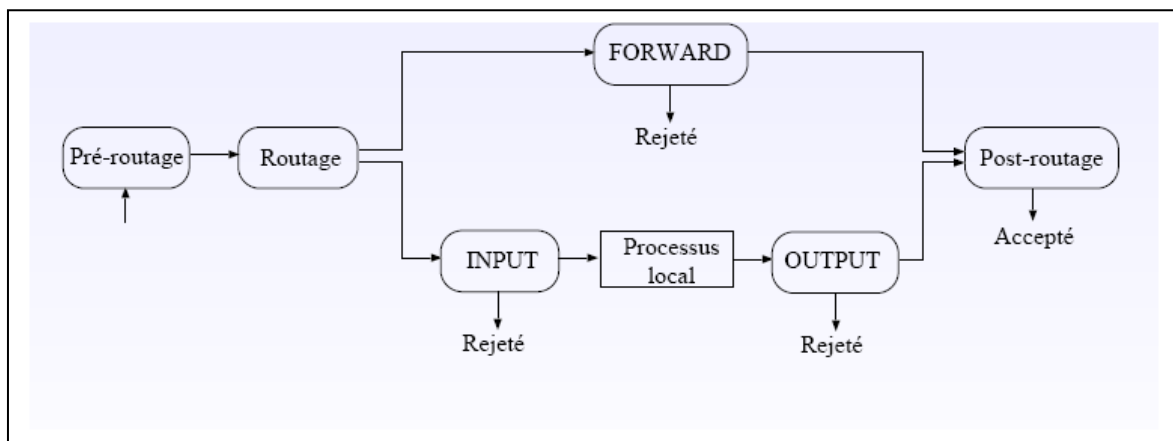 FORWARD
Rejeté
Pré-routage
Routage
Post-routage
Accepté
INPUT
Processus
local
OUTPUT
Rejeté
Rejeté